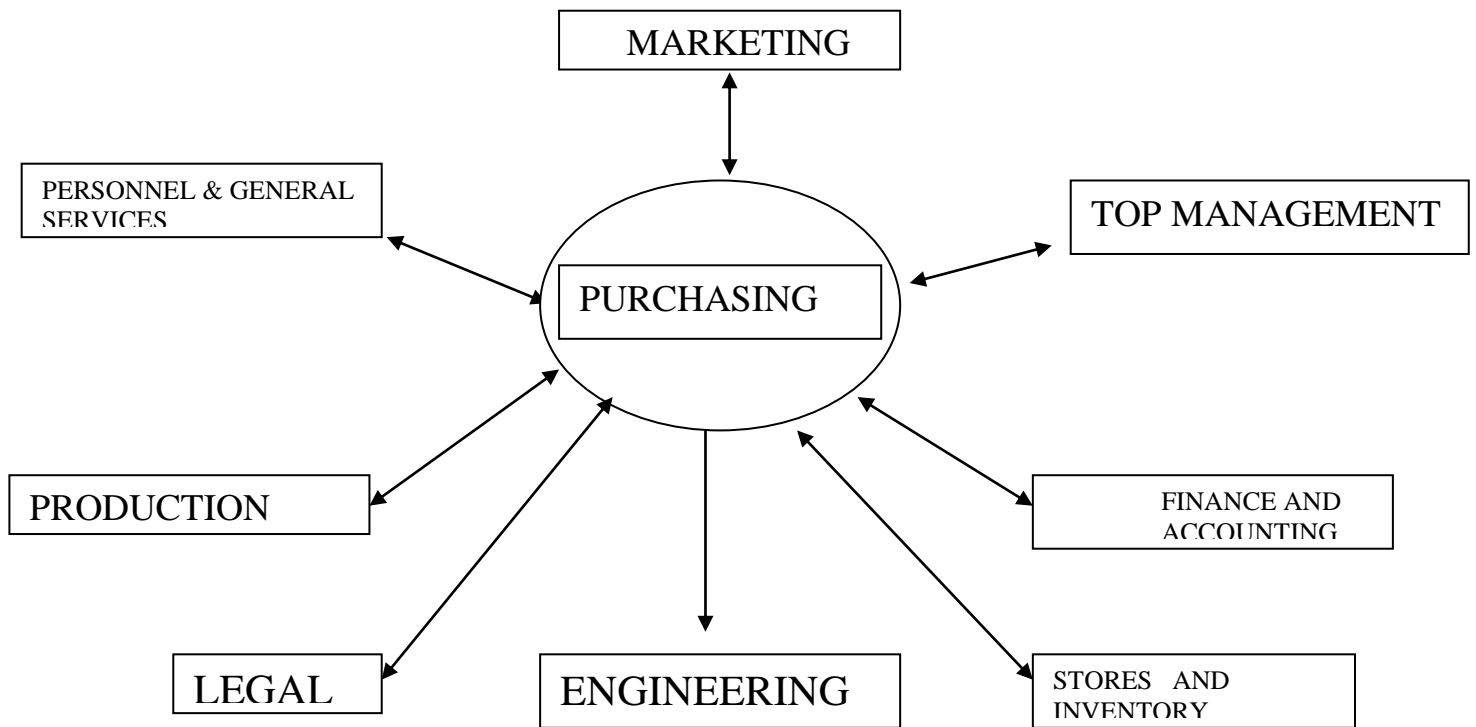 MARKETING
PERSONNEL & GENERAL
SERVICES
TOP MANAGEMENT
PURCHASING
PRODUCTION
FINANCE AND
ACCOUNTING
LEGAL
ENGINEERING
STORES AND
INVENTORY